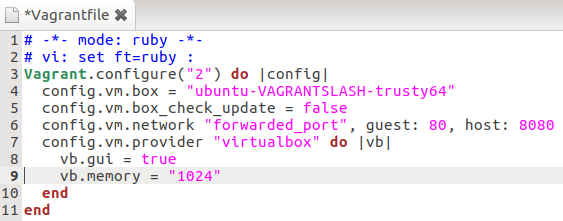 *Vagrantfile
1 # -*- mode: ruby -*-
2 # vi: set ft=ruby :
3 Vagrant.configure("2") do |config|
4   config.vm.box = "ubuntu-VAGRANTSLASH-trusty64"
5   config.vm.box_check_update = false
6   config.vm.network "forwarded_port", guest: 80, host: 8080
7   config.vm.provider "virtualbox" do |vb|
8     vb.gui = true
9     vb.memory = "1024"
10   end
11 end